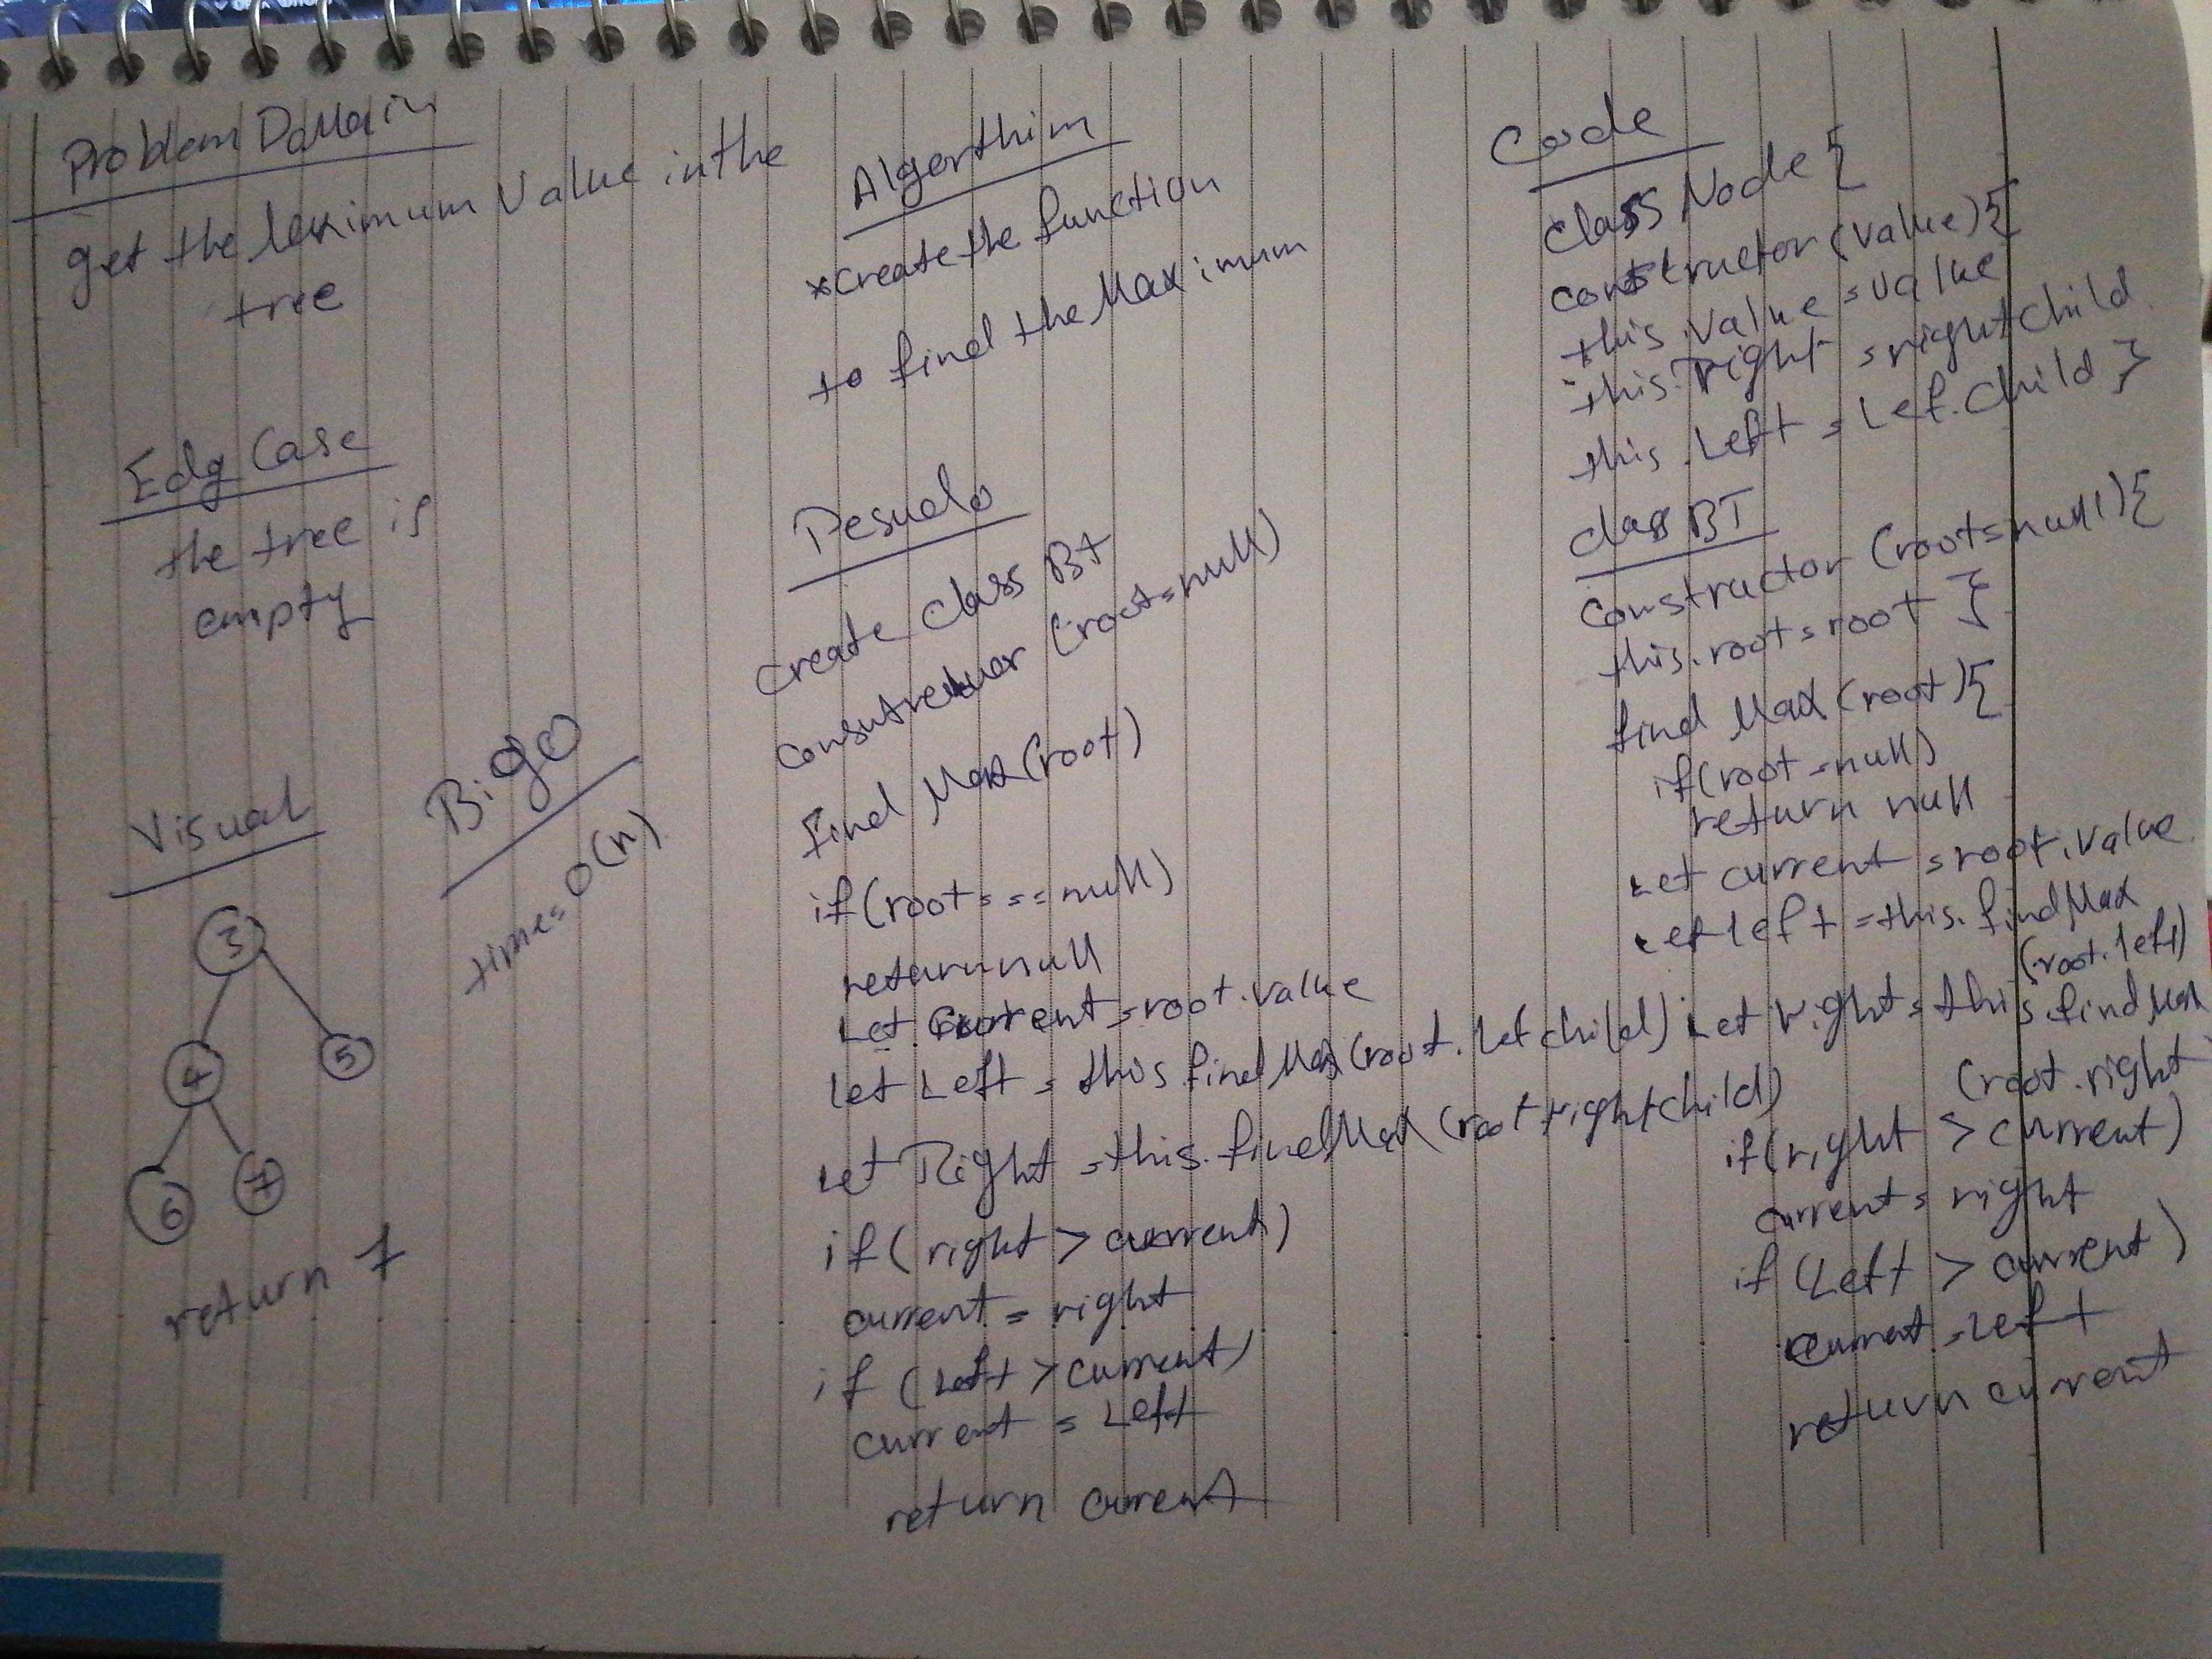 Problem DoMain
get the Maximum Value in the
tree
Edg Case
the tree is
empty
Visual
3
4
5
6
7
return 7
Big O
time = O(n)
Algorthim
*Create the function
to find the Maximum
Pesudo
create class BT
(root=null)
Find Max (root)
if (root === null)
return null
Let Current = root.value
Let Left = this.findMax (root.Lefchild)
Let Right = this.findMax (root rightchild)
if (right > current)
current = right
if (Left > current)
current = Left
return current
Code
class Node {
constructor (value) {
this.value = value
this.right = rightchild
this.Left = Lef.child }
class BT
constructor (root=null) {
this.root = root }
find Max (root) {
if (root =null)
return null
Let current = root.value
Let left = this.findMax
(root.left)
Let right = this.findMax
(root.right
if (right > current)
current = right
if (Left > current)
current = Left
return current